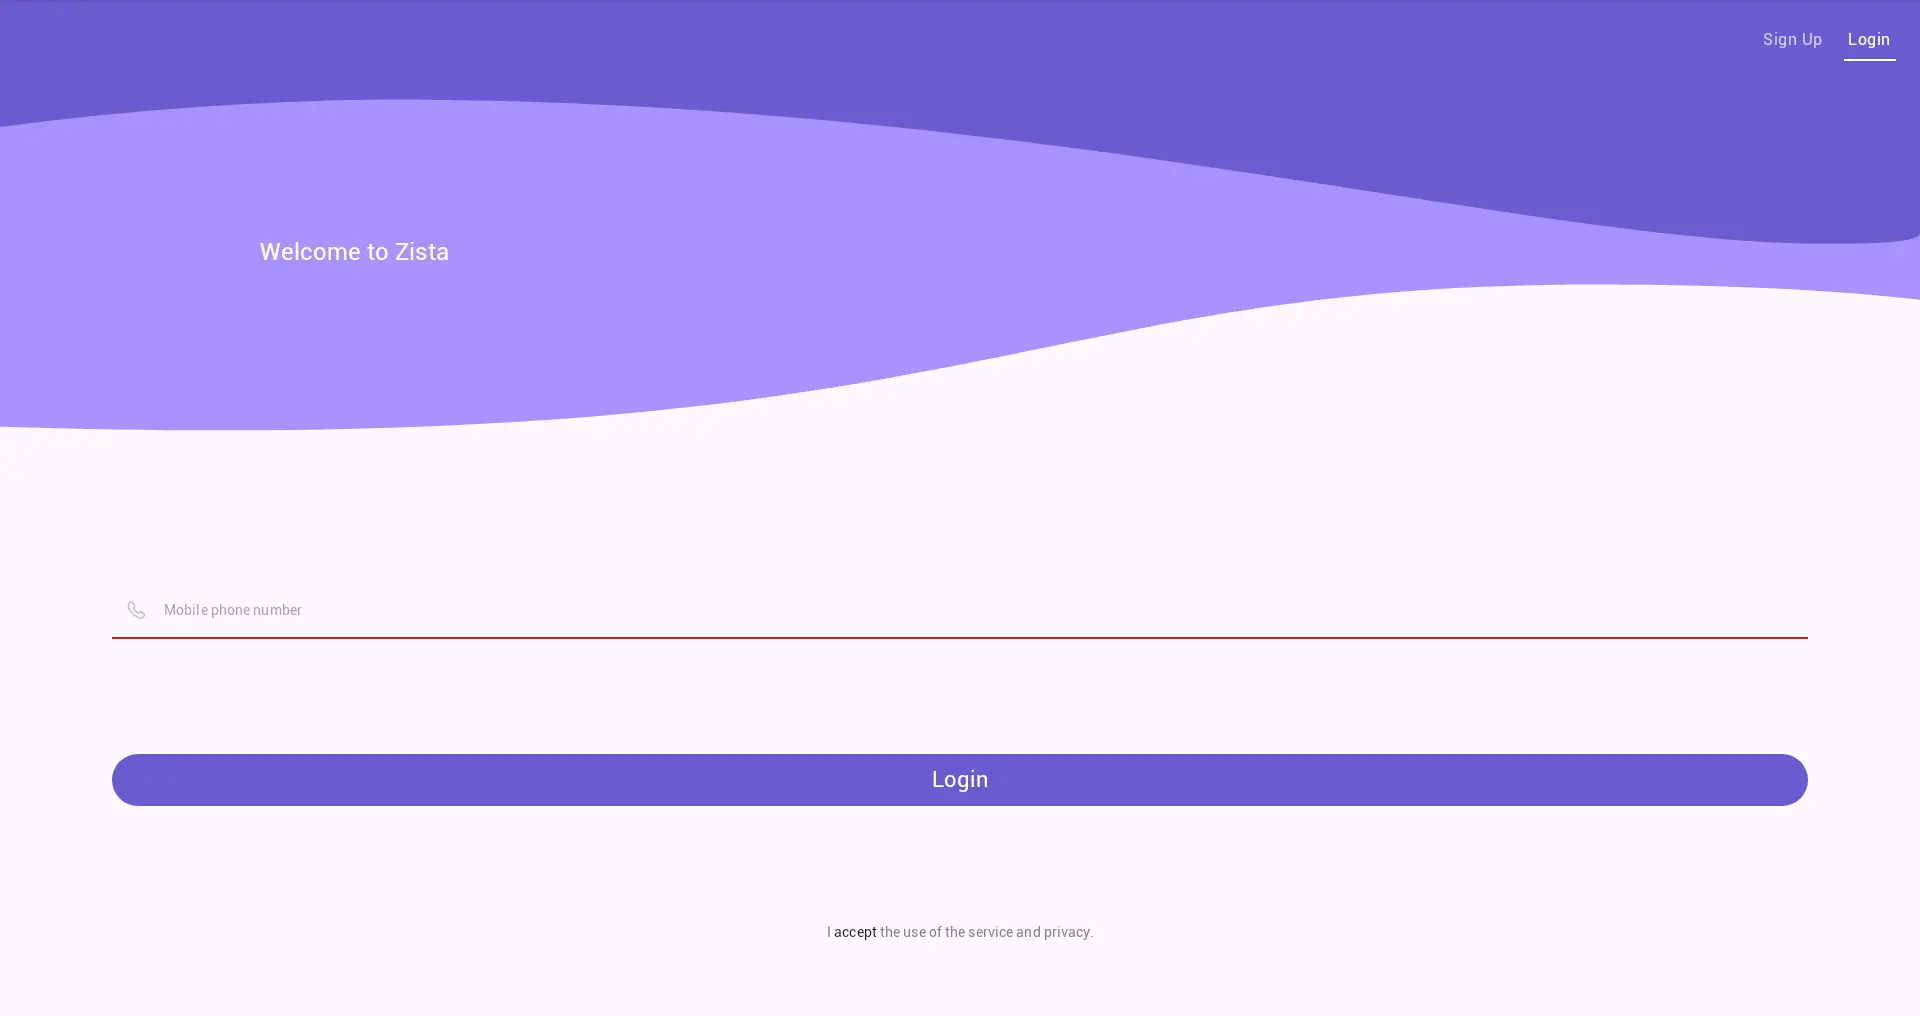 Sign Up
Login
Welcome to Zista
Mobile phone number
Login
I accept the use of the service and privacy.